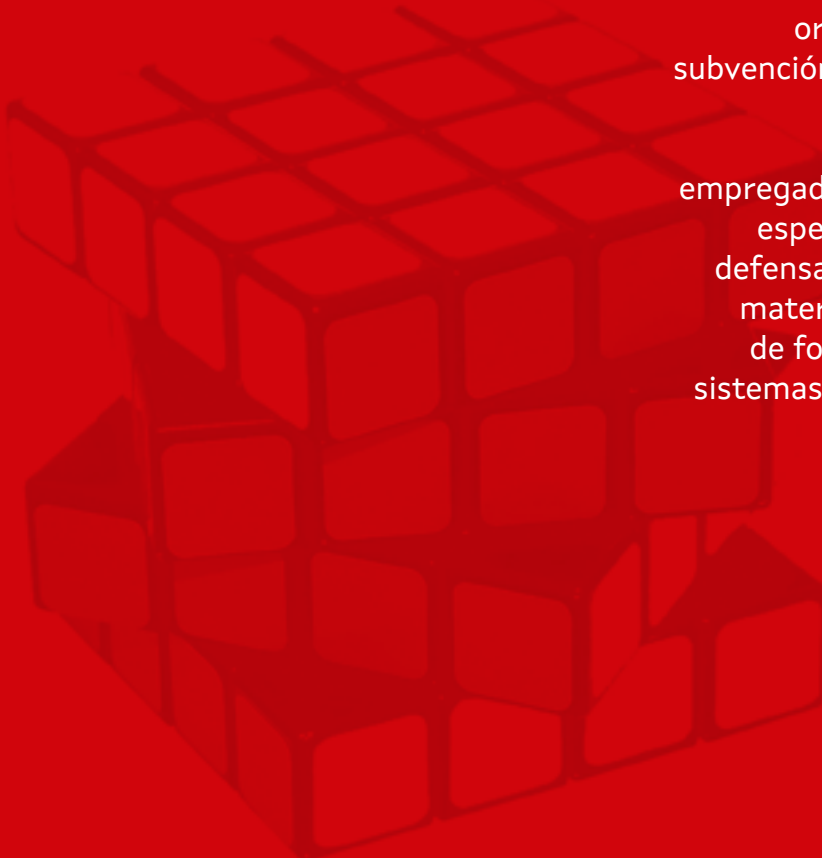 or
subvención
empregad
espe
defensa
mater
de fo
sistemas